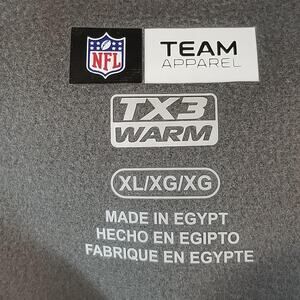 NFL
TEAM
APPAREL
TX3
WARM
XL/XG/XG
MADE IN EGYPT
HECHO EN EGIPTO
FABRIQUE EN EGYPTE